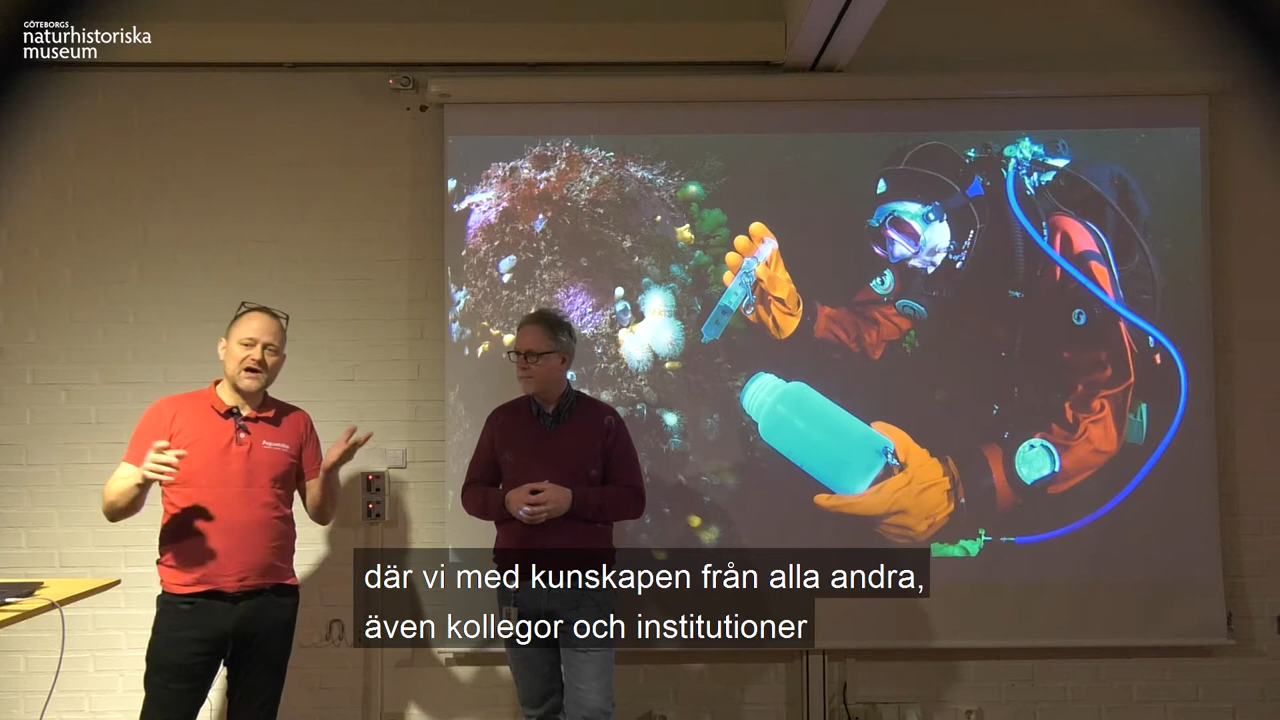 GÖTEBORGS
naturhistoriska
museum
där vi med kunskapen från alla andra,
även kollegor och institutioner